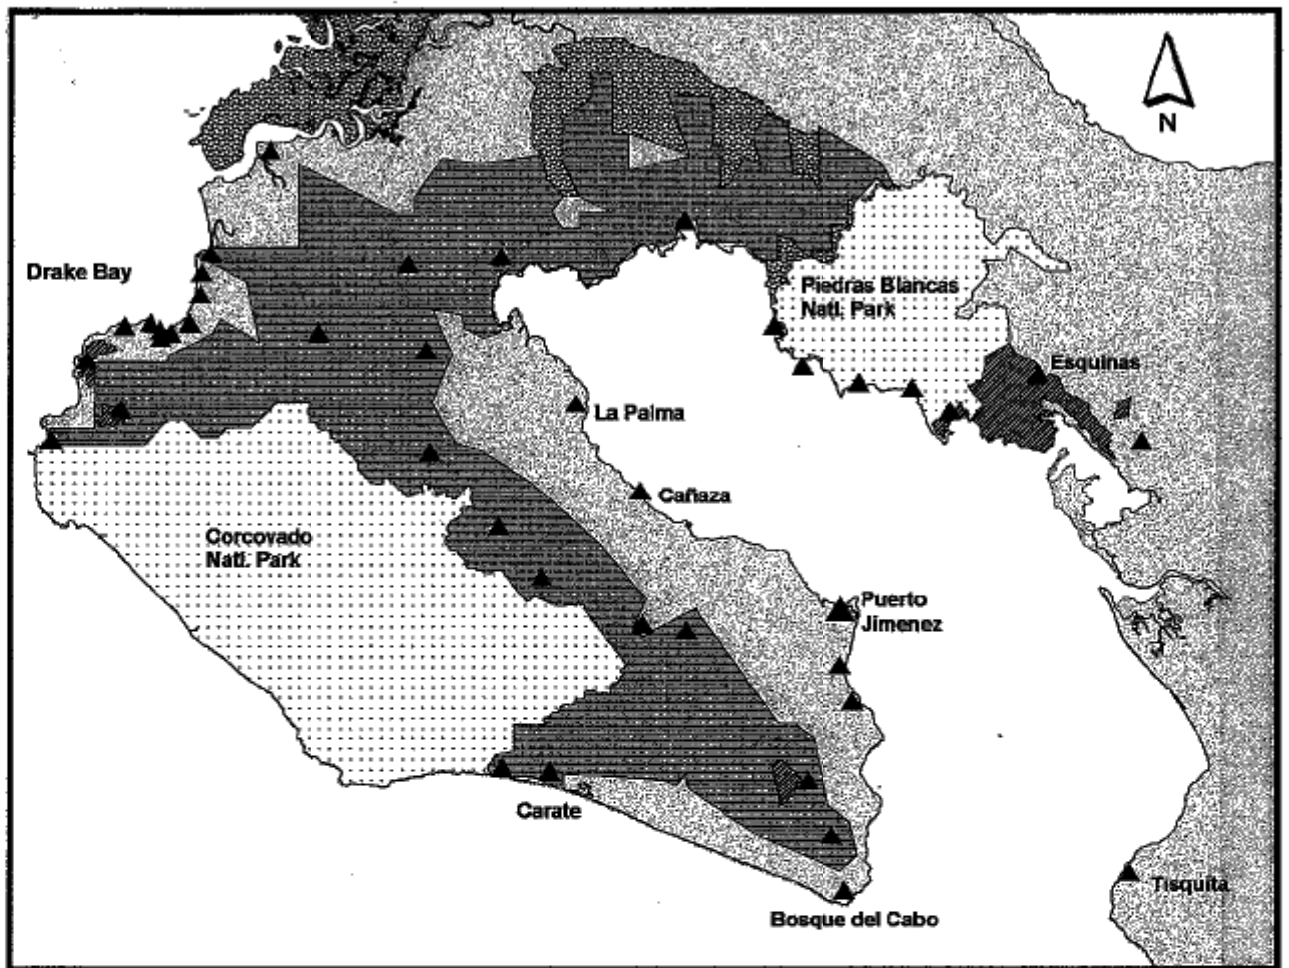 N
Drake Bay
Piedras Blancas
Natl. Park
Esquinas
La Palma
Cañaza
Corcovado
Natl. Park
Puerto
Jimenez
Carate
Tisquita
Bosque del Cabo